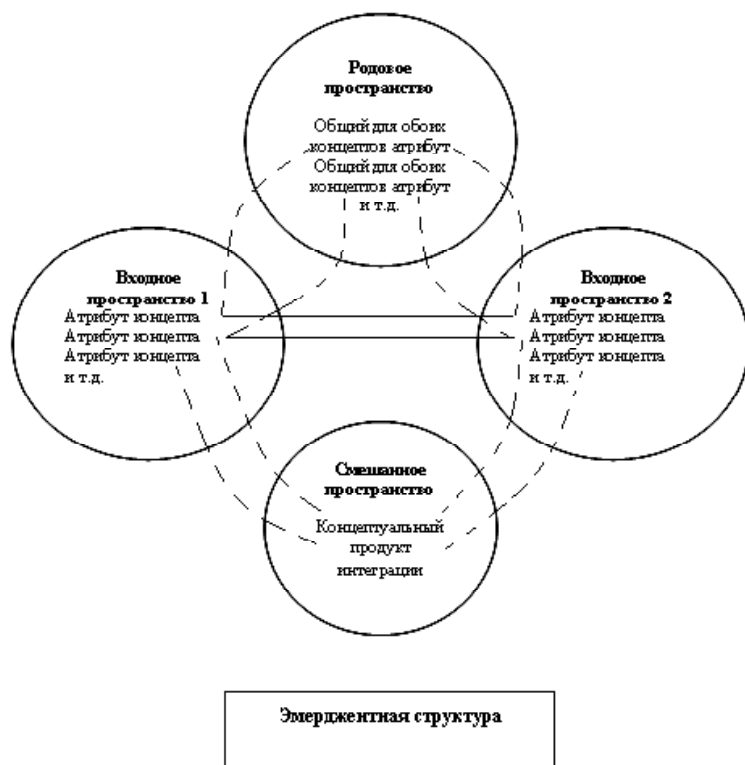 Родовое
пространство
Общий для обоих
концептов атрибут
Общий для обоих
концептов атрибут
и т.д.
Входное
пространство 1
Атрибут концепта
Атрибут концепта
Атрибут концепта
и т.д.
Входное
пространство 2
Атрибут концепта
Атрибут концепта
Атрибут концепта
и т.д.
Смешанное
пространство
Концептуальный
продукт
интеграции
Эмерджентная структура